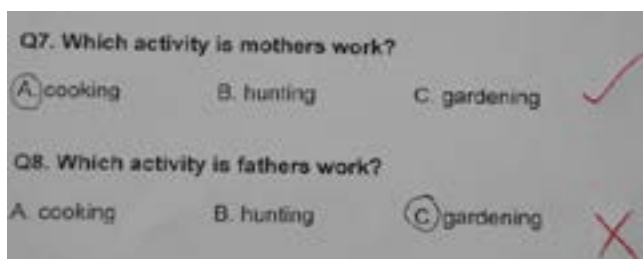 Q7. Which activity is mothers work?
A. cooking B. hunting C. gardening
Q8. Which activity is fathers work?
A. cooking B. hunting C. gardening